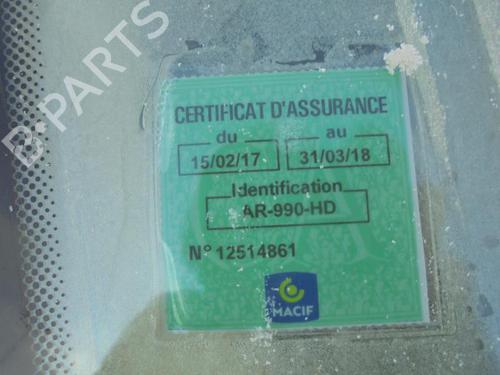 B-PARTS
CERTIFICAT D'ASSURANCE
du au
15/02/17 31/03/18
Identification
AR-990-HD
N° 12514861
MACIF